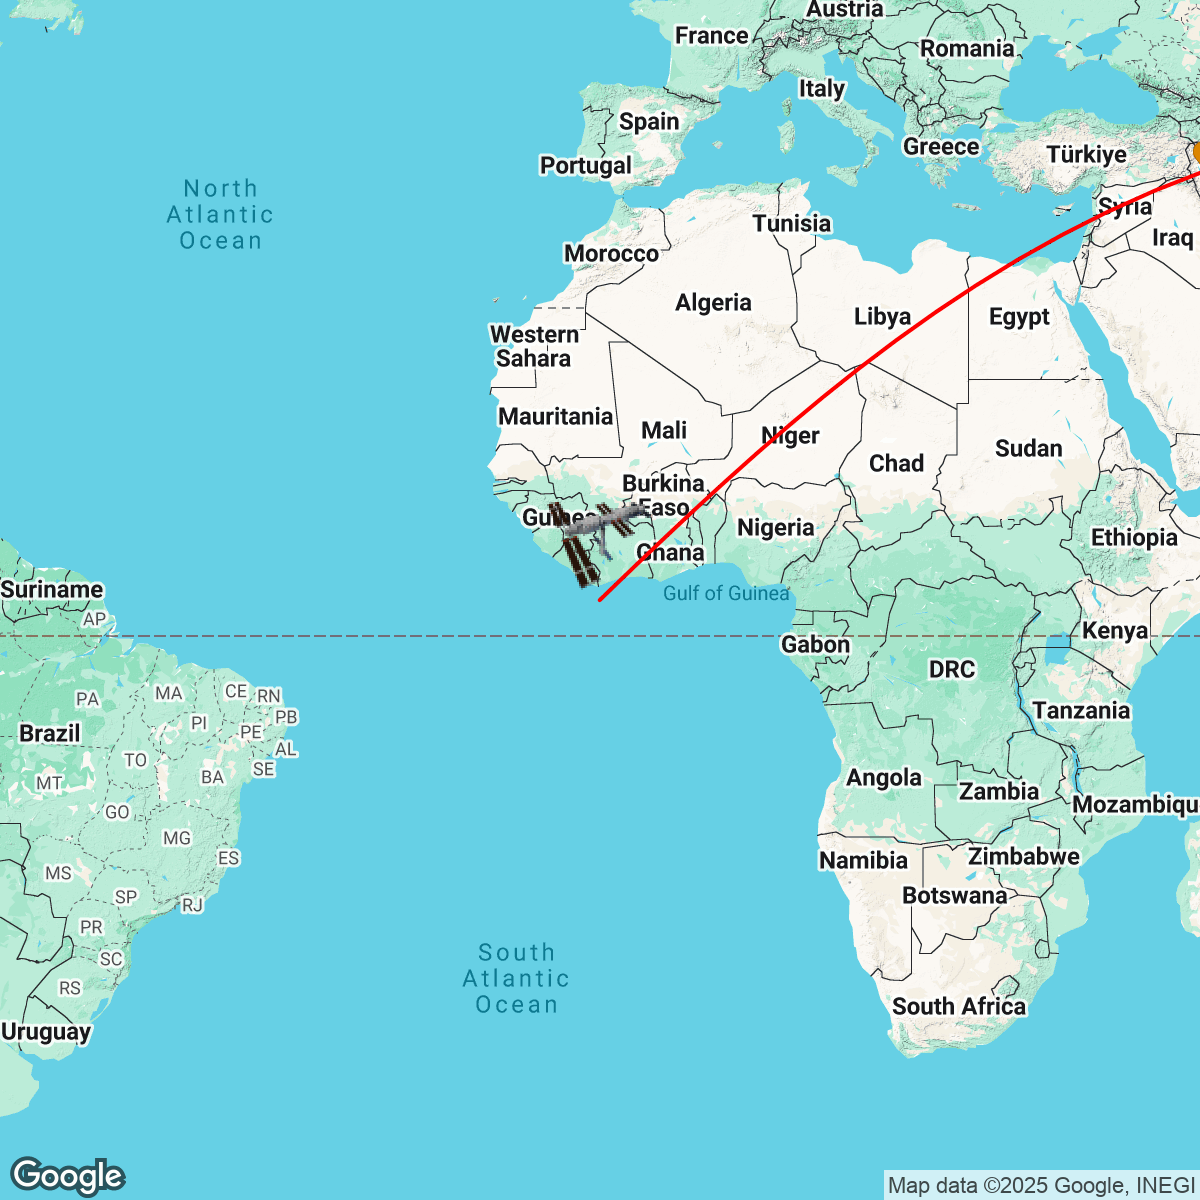 Austria
France
Romania
Italy
Spain
Greece
Türkiye
Portugal
North
Atlantic
Ocean
Syria
Tunisia
Iraq
Morocco
Algeria
Libya
Egypt
Western
Sahara
Mauritania
Mali
Niger
Chad
Sudan
Burkina
Faso
Guinea
Nigeria
Ethiopia
Ghana
Suriname
Gulf of Guinea
AP
Kenya
Gabon
DRC
PA
MA
CE
RN
PI
PB
PE
Brazil
TO
AL
SE
MT
BA
Tanzania
Angola
Zambia
GO
Mozambiqu
MG
ES
Namibia
Zimbabwe
MS
SP
RJ
Botswana
PR
SC
RS
South
Atlantic
Ocean
South Africa
Uruguay
Google
Map data ©2025 Google, INEGI